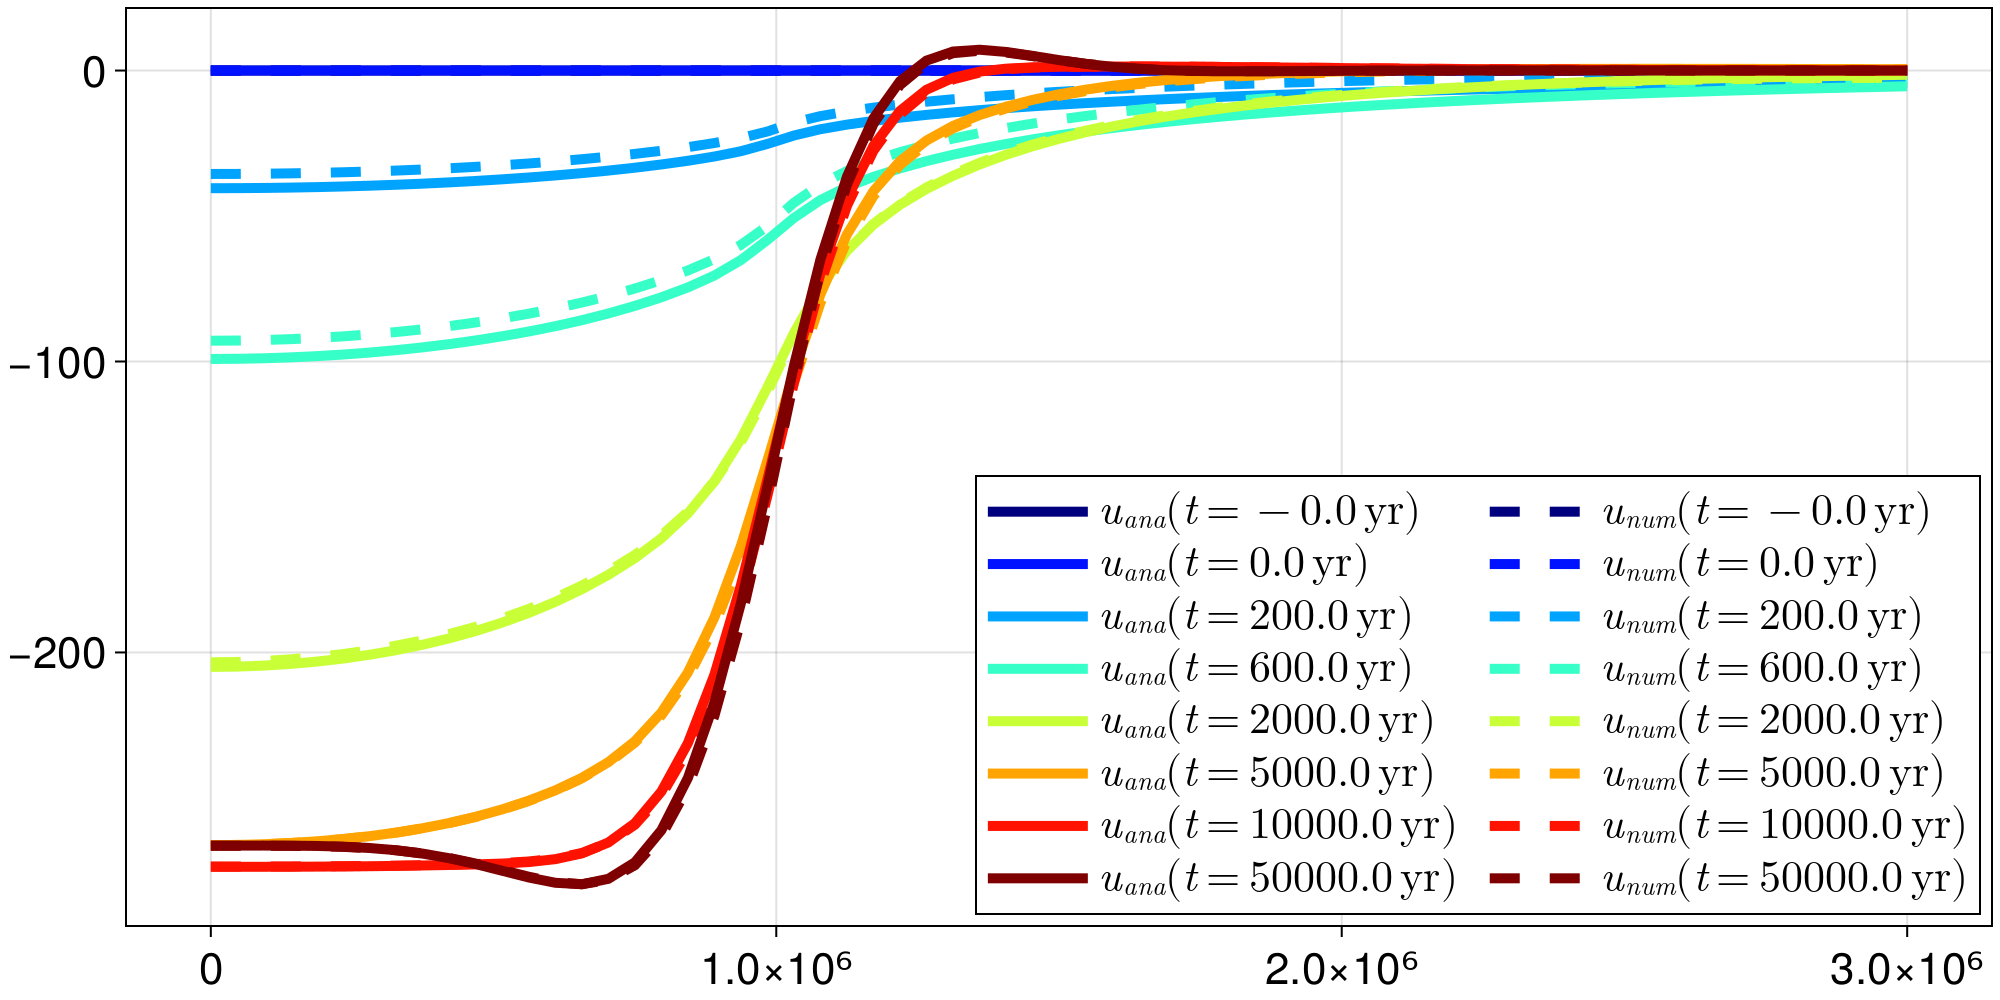 0
−100
−200
u_ana(t = −0.0 yr) u_num(t = −0.0 yr)
u_ana(t = 0.0 yr) u_num(t = 0.0 yr)
u_ana(t = 200.0 yr) u_num(t = 200.0 yr)
u_ana(t = 600.0 yr) u_num(t = 600.0 yr)
u_ana(t = 2000.0 yr) u_num(t = 2000.0 yr)
u_ana(t = 5000.0 yr) u_num(t = 5000.0 yr)
u_ana(t = 10000.0 yr) u_num(t = 10000.0 yr)
u_ana(t = 50000.0 yr) u_num(t = 50000.0 yr)
0 1.0×10⁶ 2.0×10⁶ 3.0×10⁶